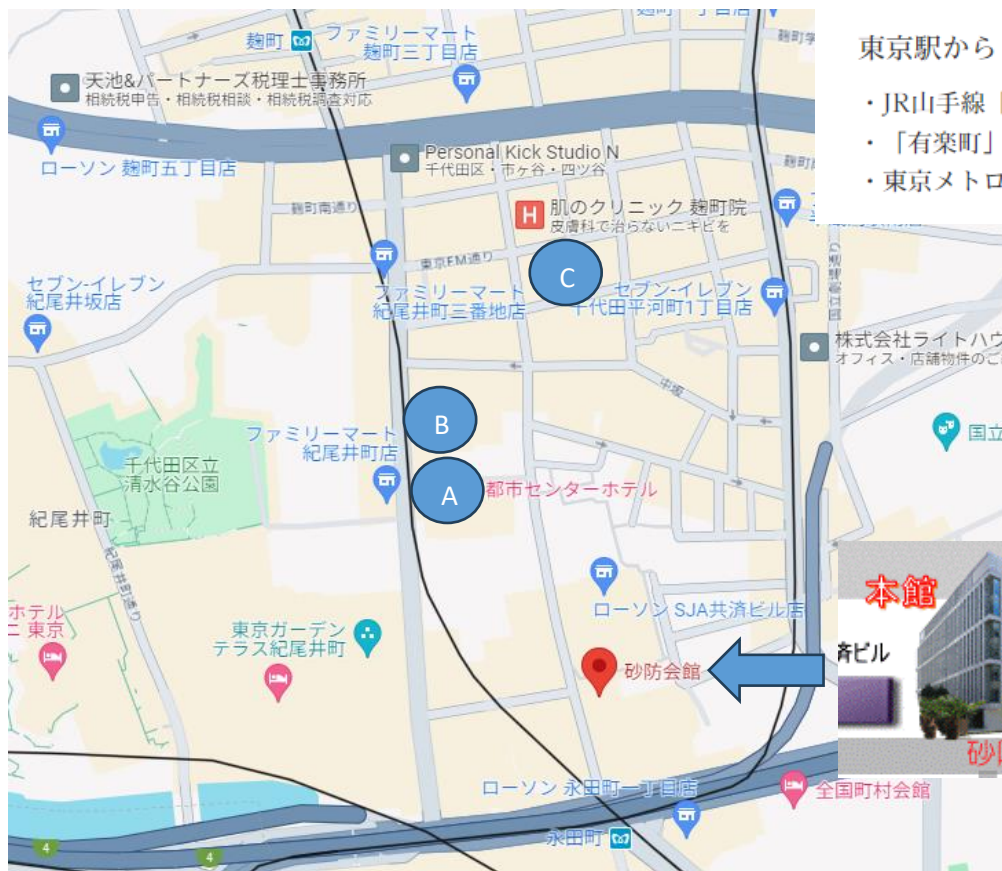 麹町
ファミリーマート
麹町三丁目店
天池&パートナーズ税理士事務所
相続税申告・相続税相談・相続税調査対応
ローソン 麹町五丁目店
Personal Kick Studio N
千代田区・市ヶ谷・四ツ谷
麹町南通り
H
肌のクリニック 麹町院
皮膚科で治らないニキビを
東京FM通り
C
セブン-イレブン
紀尾井坂店
ファミリーマート
紀尾井町三番地店
セブン-イレブン
千代田平河町1丁目店
国立劇場通り
株式会社ライトハウ
オフィス・店舗物件のご
中坂
B
ファミリーマート
紀尾井町店
国立
千代田区立
清水谷公園
A
都市センターホテル
紀尾井町
紀尾井町通り
ローソン SJA共済ビル店
ホテル
ニ 東京
東京ガーデン
テラス紀尾井町
砂防会館
ローソン 永田町一丁目店
全国町村会館
永田町
4
4
東京駅から
・JR山手線「
・「有楽町」
・東京メトロ
本館
済ビル